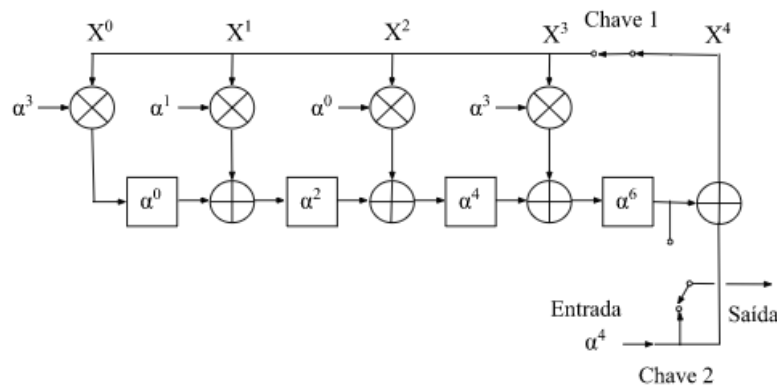 Chave 1
X⁰ X¹ X² X³ X⁴
α³ α¹ α⁰ α³
α⁰ α² α⁴ α⁶
Entrada Saída
α⁴
Chave 2